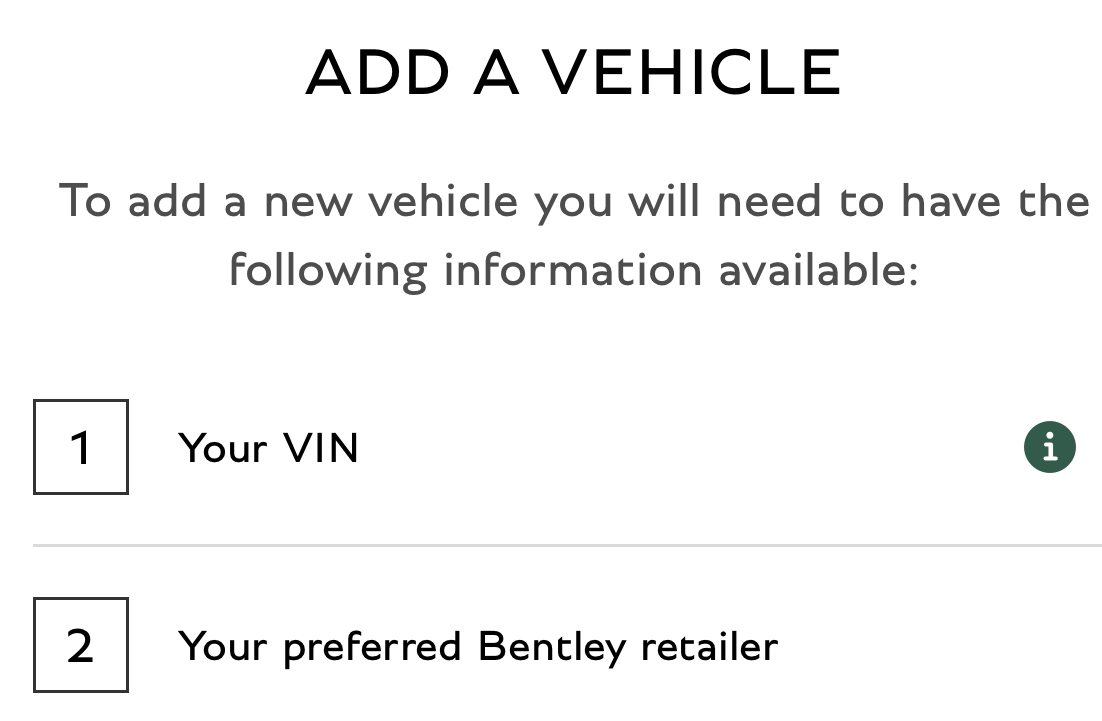 ADD A VEHICLE
To add a new vehicle you will need to have the
following information available:
1 Your VIN
2 Your preferred Bentley retailer